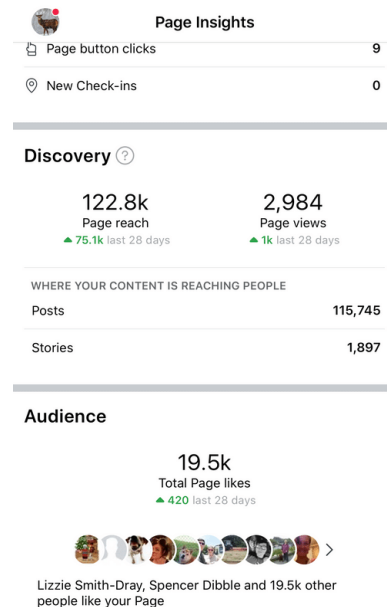 Page Insights
Page button clicks 9
New Check-ins 0
Discovery ?
122.8k 2,984
Page reach Page views
75.1k last 28 days 1k last 28 days
WHERE YOUR CONTENT IS REACHING PEOPLE
Posts 115,745
Stories 1,897
Audience
19.5k
Total Page likes
420 last 28 days
Lizzie Smith-Dray, Spencer Dibble and 19.5k other
people like your Page